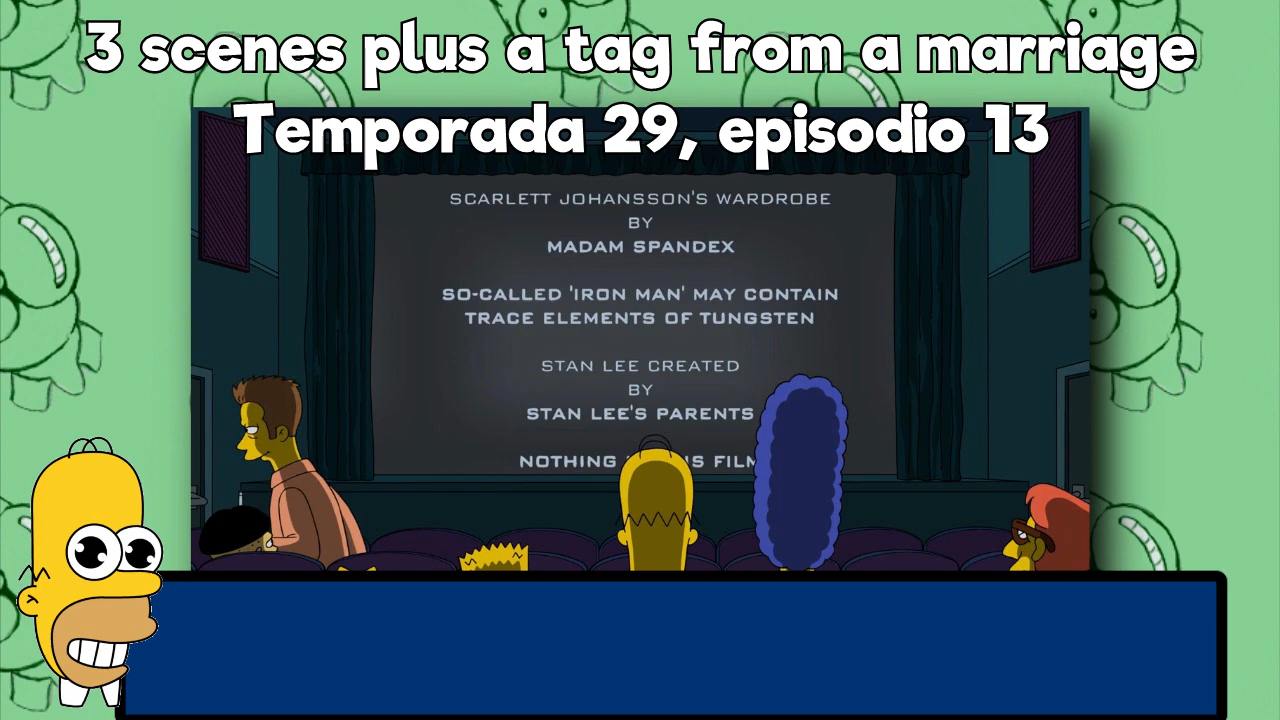 3 scenes plus a tag from a marriage
Temporada 29, episodio 13
SCARLETT JOHANSSON'S WARDROBE
BY
MADAM SPANDEX
SO-CALLED 'IRON MAN' MAY CONTAIN
TRACE ELEMENTS OF TUNGSTEN
STAN LEE CREATED
BY
STAN LEE'S PARENTS
NOTHING